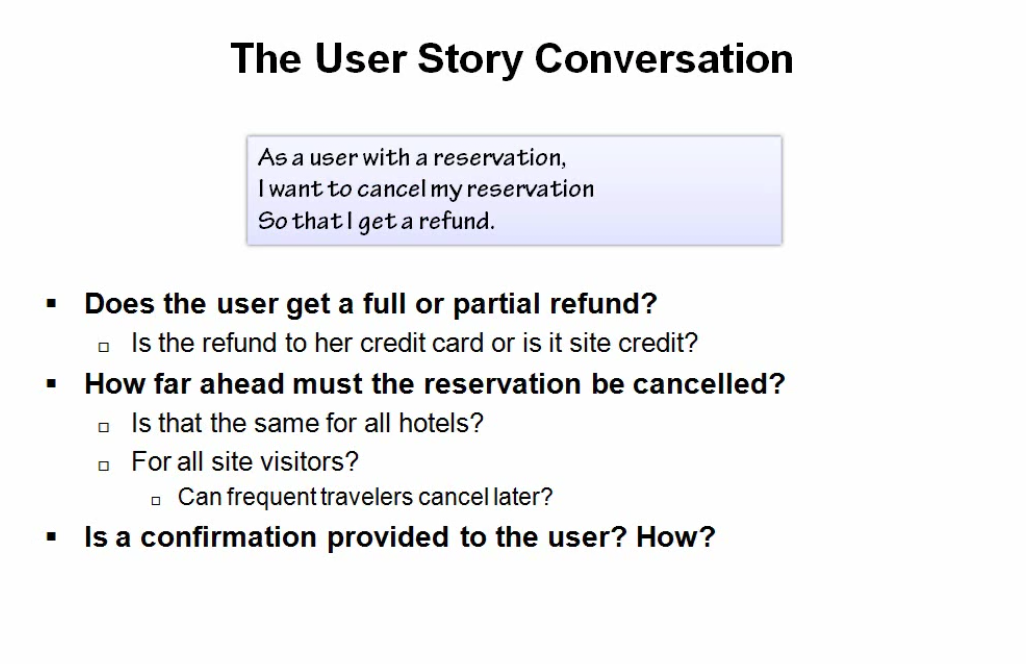 The User Story Conversation
As a user with a reservation,
I want to cancel my reservation
So that I get a refund.
Does the user get a full or partial refund?
Is the refund to her credit card or is it site credit?
How far ahead must the reservation be cancelled?
Is that the same for all hotels?
For all site visitors?
Can frequent travelers cancel later?
Is a confirmation provided to the user? How?